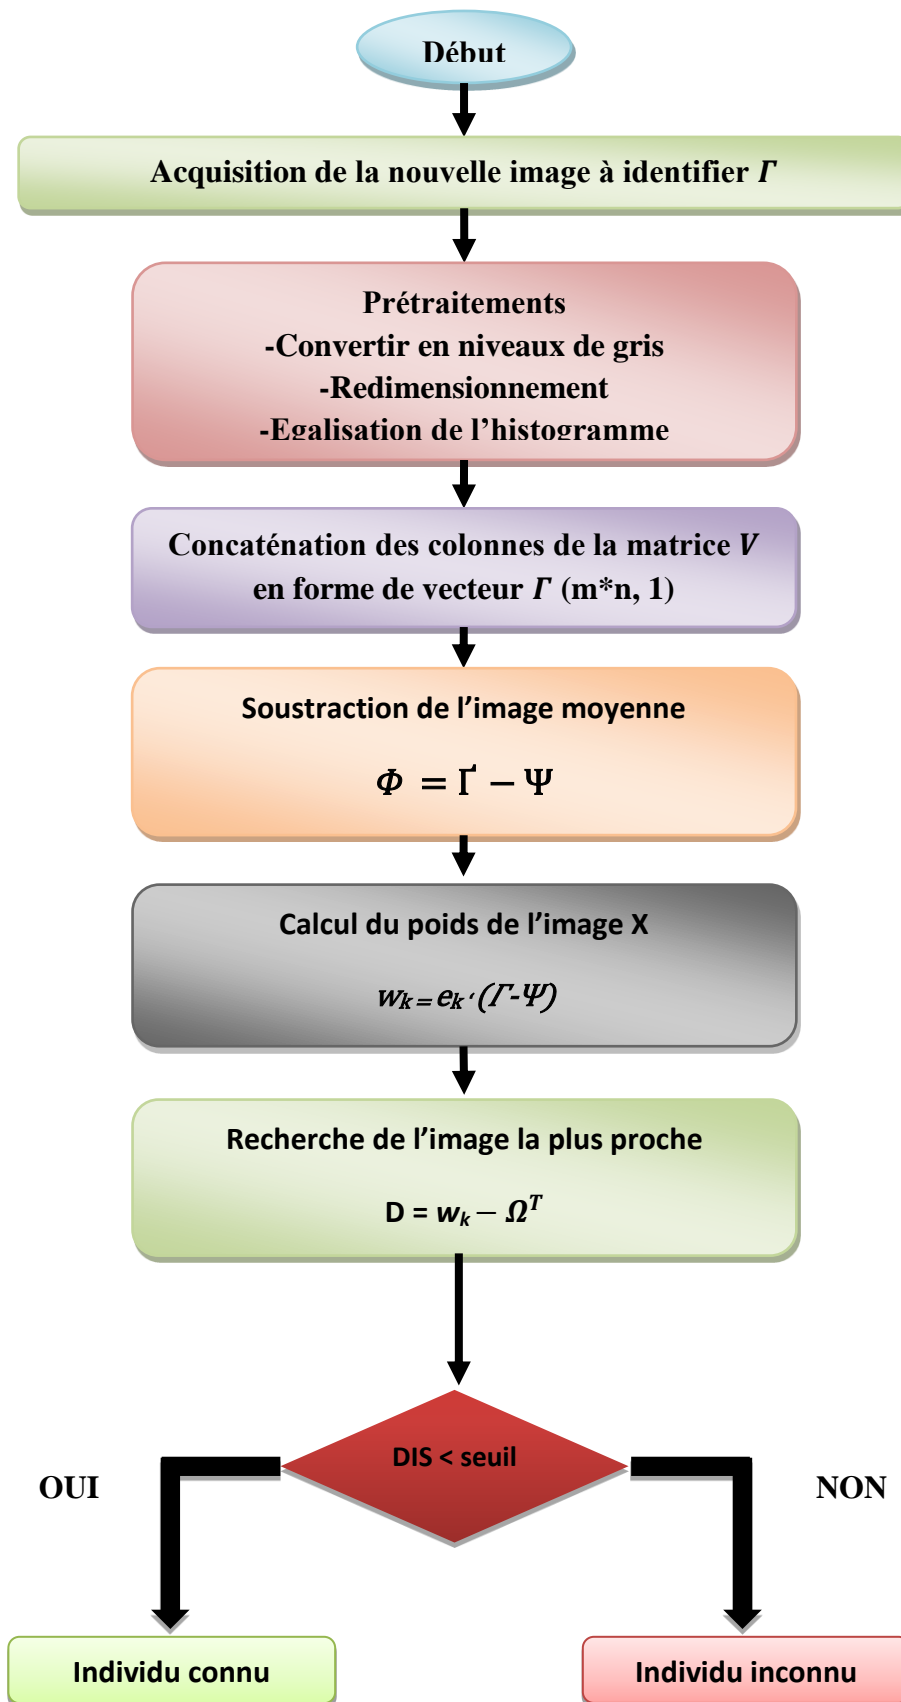 Début
Acquisition de la nouvelle image à identifier Γ
Prétraitements
-Convertir en niveaux de gris
-Redimensionnement
-Egalisation de l’histogramme
Concaténation des colonnes de la matrice V
en forme de vecteur Γ (m*n, 1)
Soustraction de l’image moyenne
Φ = Γ́ − Ψ
Calcul du poids de l’image X
wₖ = eₖ‘(Γ-Ψ)
Recherche de l’image la plus proche
D = wₖ − Ωᵀ
DIS < seuil
OUI
NON
Individu connu
Individu inconnu